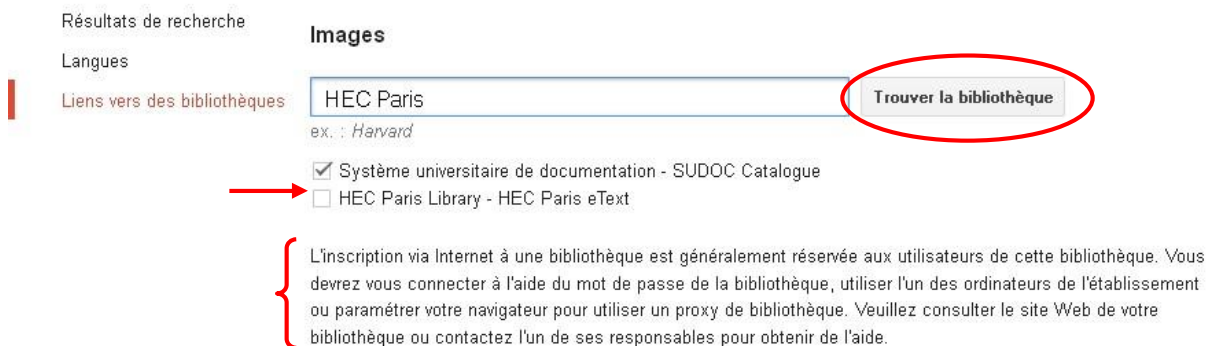 Résultats de recherche
Langues
Liens vers des bibliothèques
Images
HEC Paris
Trouver la bibliothèque
ex. : Harvard
Système universitaire de documentation - SUDOC Catalogue
HEC Paris Library - HEC Paris eText
L'inscription via Internet à une bibliothèque est généralement réservée aux utilisateurs de cette bibliothèque. Vous
devrez vous connecter à l'aide du mot de passe de la bibliothèque, utiliser l'un des ordinateurs de l'établissement
ou paramétrer votre navigateur pour utiliser un proxy de bibliothèque. Veuillez consulter le site Web de votre
bibliothèque ou contactez l'un de ses responsables pour obtenir de l'aide.